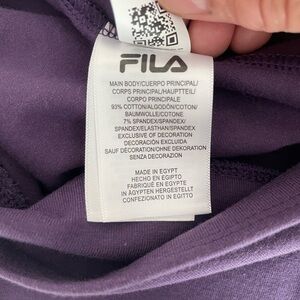 FILA
MAIN BODY/CUERPO PRINCIPAL/
CORPS PRINCIPAL/HAUPTTEIL/
CORPO PRINCIPALE
93% COTTON/ALGODÓN/COTON/
BAUMWOLLE/COTONE
7% SPANDEX/SPANDEX/
SPANDEX/ELASTHAN/SPANDEX
EXCLUSIVE OF DECORATION
DECORACIÓN EXCLUIDA
SAUF DÉCORATION/OHNE DEKORATION
SENZA DECORAZION
MADE IN EGYPT
HECHO EN EGIPTO
FABRIQUÉ EN EGYPTE
IN ÄGYPTEN HERGESTELLT
CONFEZIONATO IN EGITTO